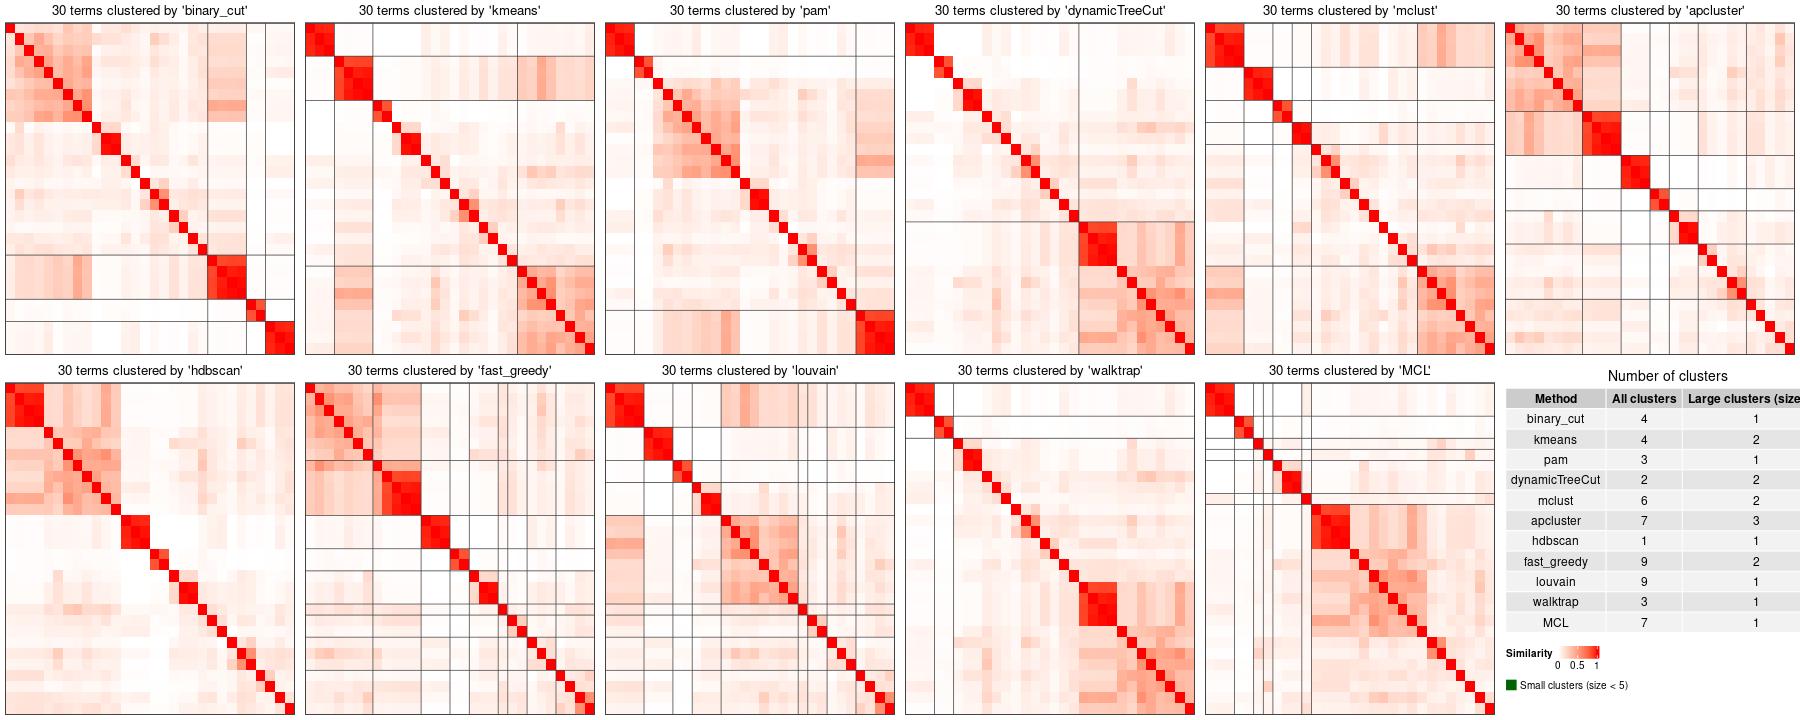 30 terms clustered by 'binary_cut'
30 terms clustered by 'kmeans'
30 terms clustered by 'pam'
30 terms clustered by 'dynamicTreeCut'
30 terms clustered by 'mclust'
30 terms clustered by 'apcluster'
30 terms clustered by 'hdbscan'
30 terms clustered by 'fast_greedy'
30 terms clustered by 'louvain'
30 terms clustered by 'walktrap'
30 terms clustered by 'MCL'
Number of clusters
Method All clusters Large clusters (size
binary_cut 4 1
kmeans 4 2
pam 3 1
dynamicTreeCut 2 2
mclust 6 2
apcluster 7 3
hdbscan 1 1
fast_greedy 9 2
louvain 9 1
walktrap 3 1
MCL 7 1
Similarity
0 0.5 1
Small clusters (size < 5)